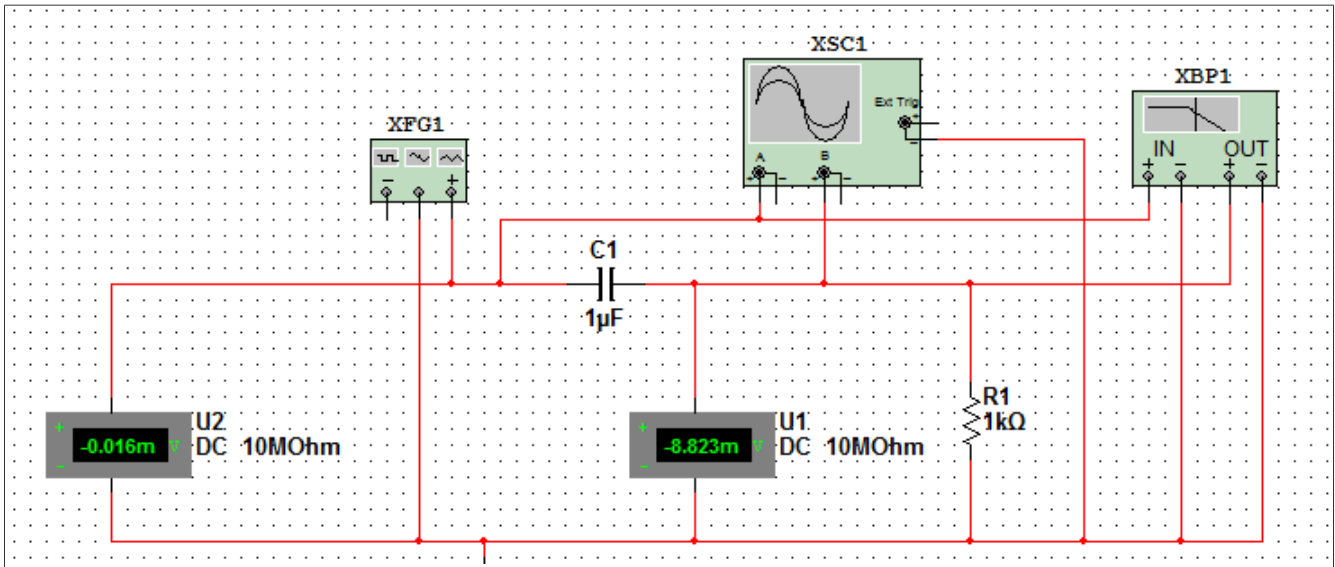 XSC1
XBP1
XFG1
Ext Trig
+
-
A
B
+ - + -
IN OUT
+ - + -
- +
C1
1µF
+
-
-0.016m V
U2
DC 10MOhm
+
-
-8.823m V
U1
DC 10MOhm
R1
1kΩ